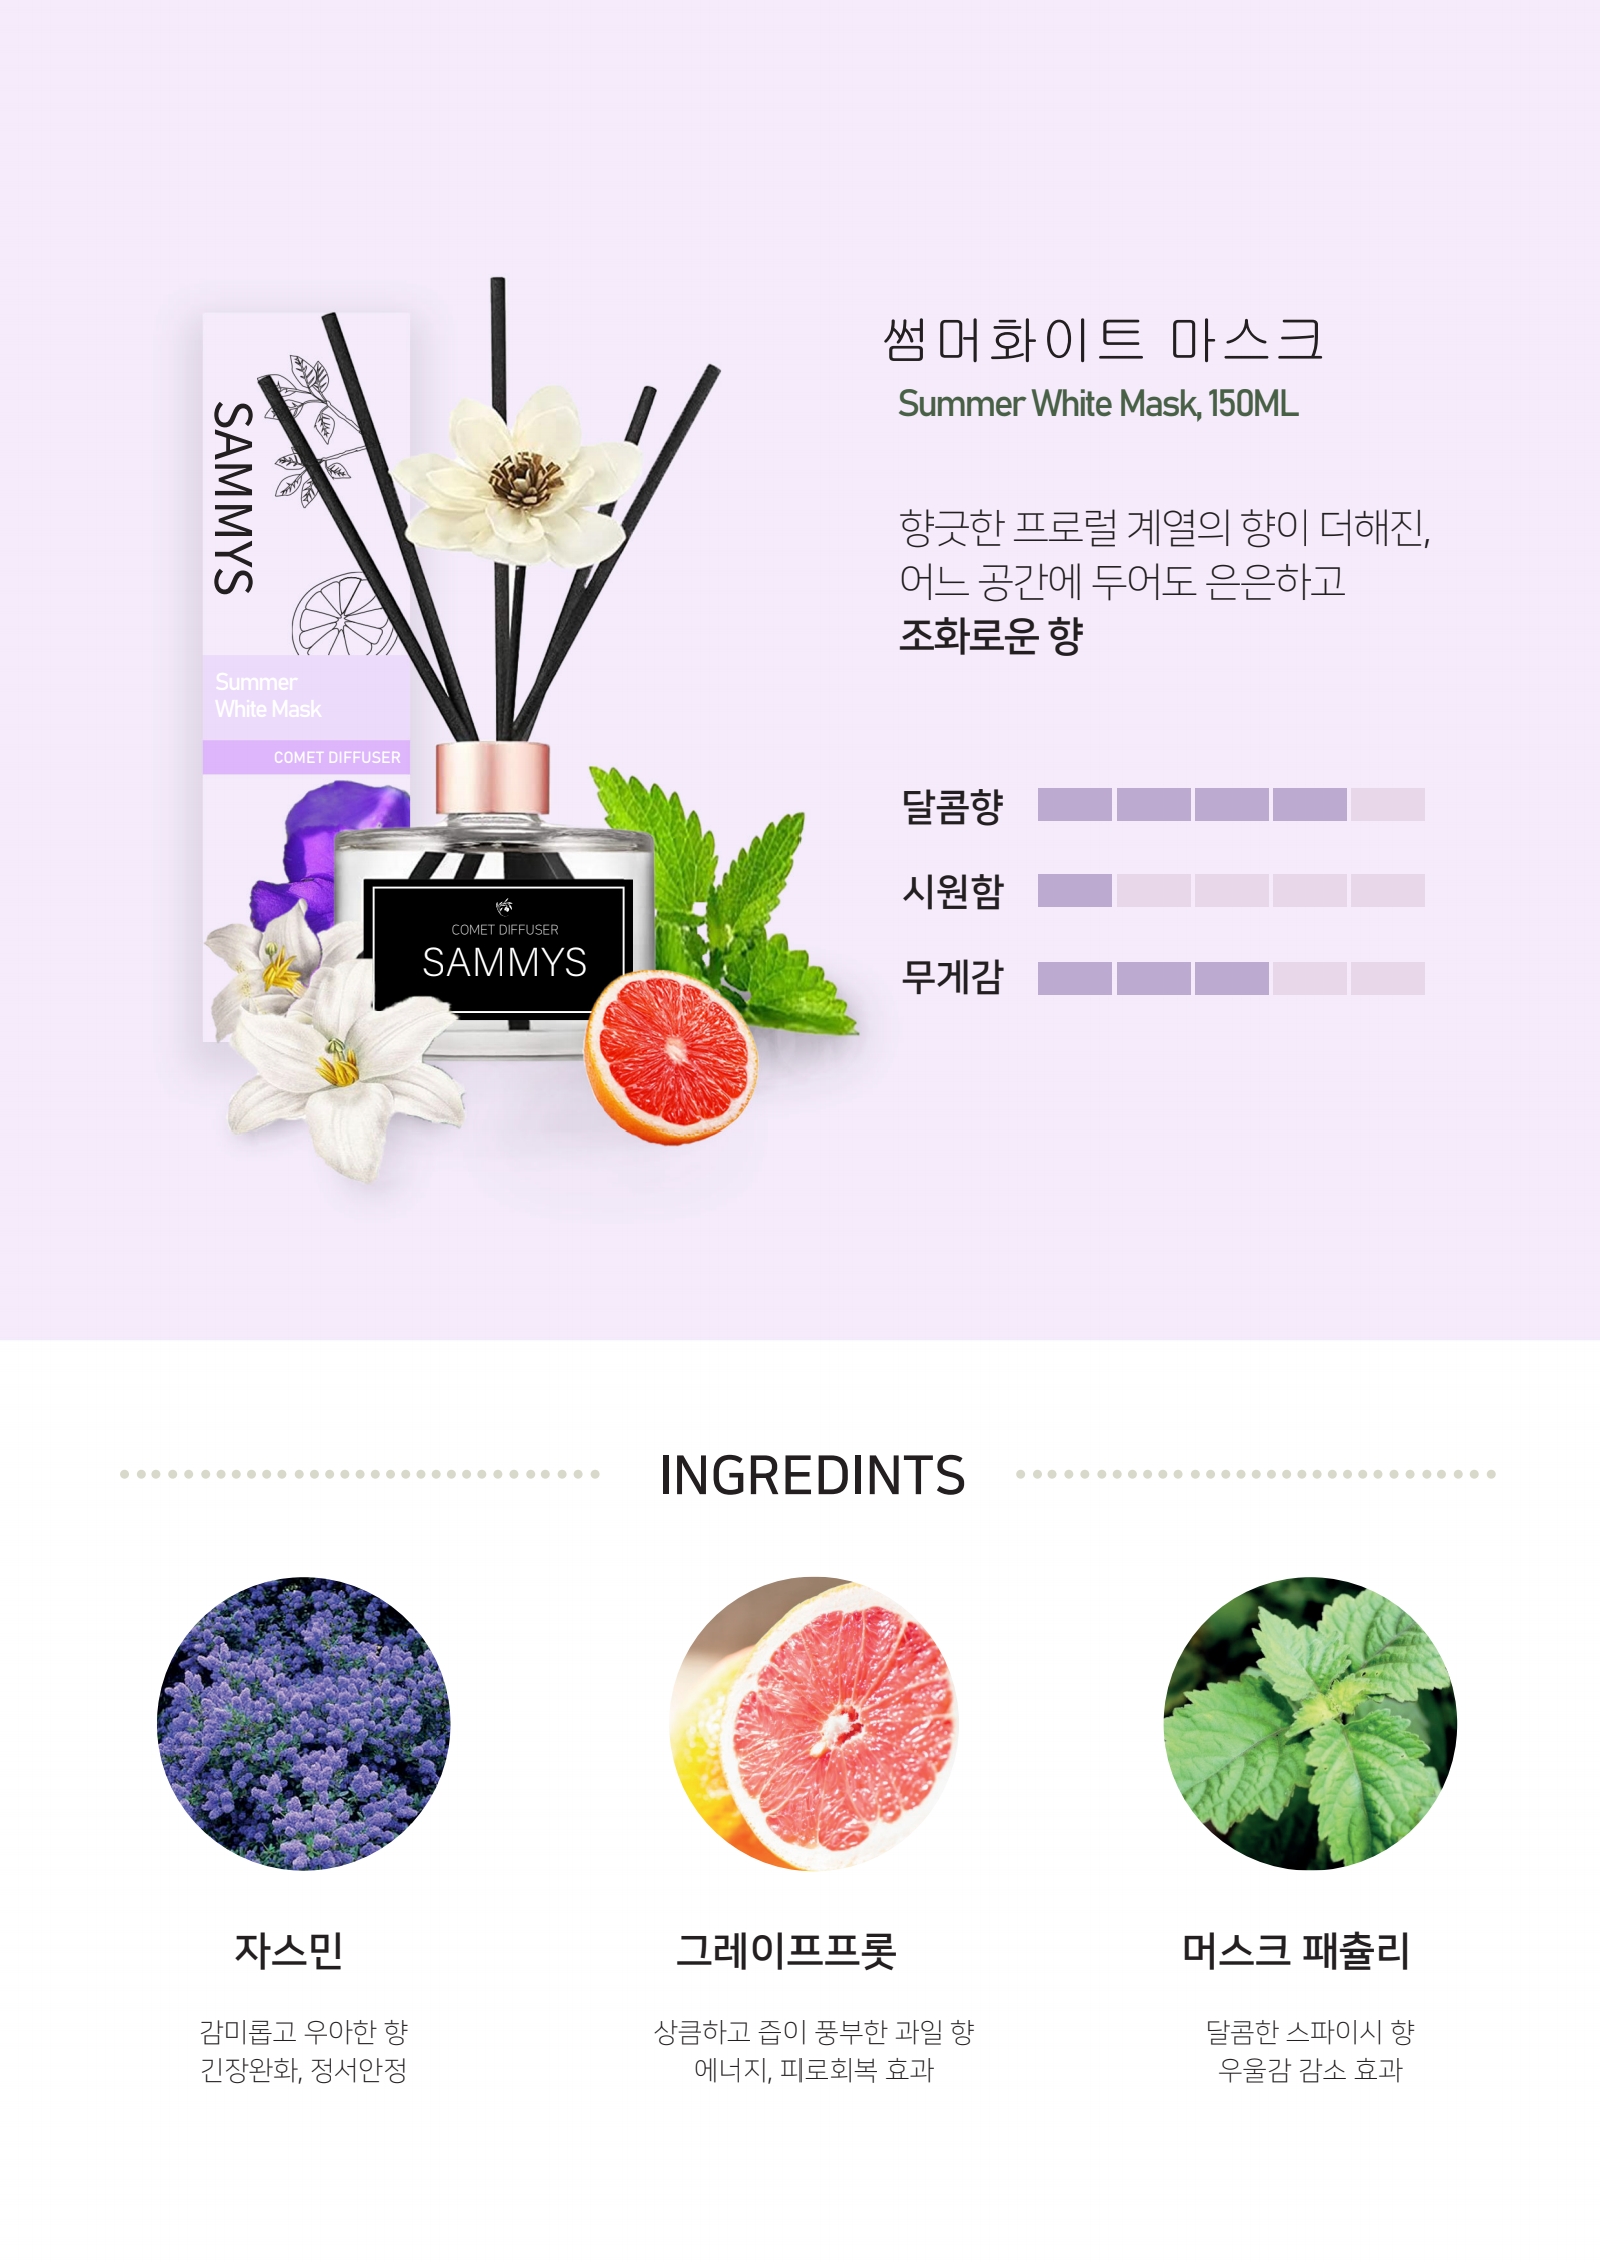 썸머화이트 마스크
Summer White Mask, 150ML
향긋한 프로럴 계열의 향이 더해진,
어느 공간에 두어도 은은하고
조화로운 향
달콤향
시원함
무게감
SAMMYS
Summer
White Mask
COMET DIFFUSER
COMET DIFFUSER
SAMMYS
INGREDINTS
자스민
감미롭고 우아한 향
긴장완화, 정서안정
그레이프프롯
상큼하고 즙이 풍부한 과일 향
에너지, 피로회복 효과
머스크 패츌리
달콤한 스파이시 향
우울감 감소 효과